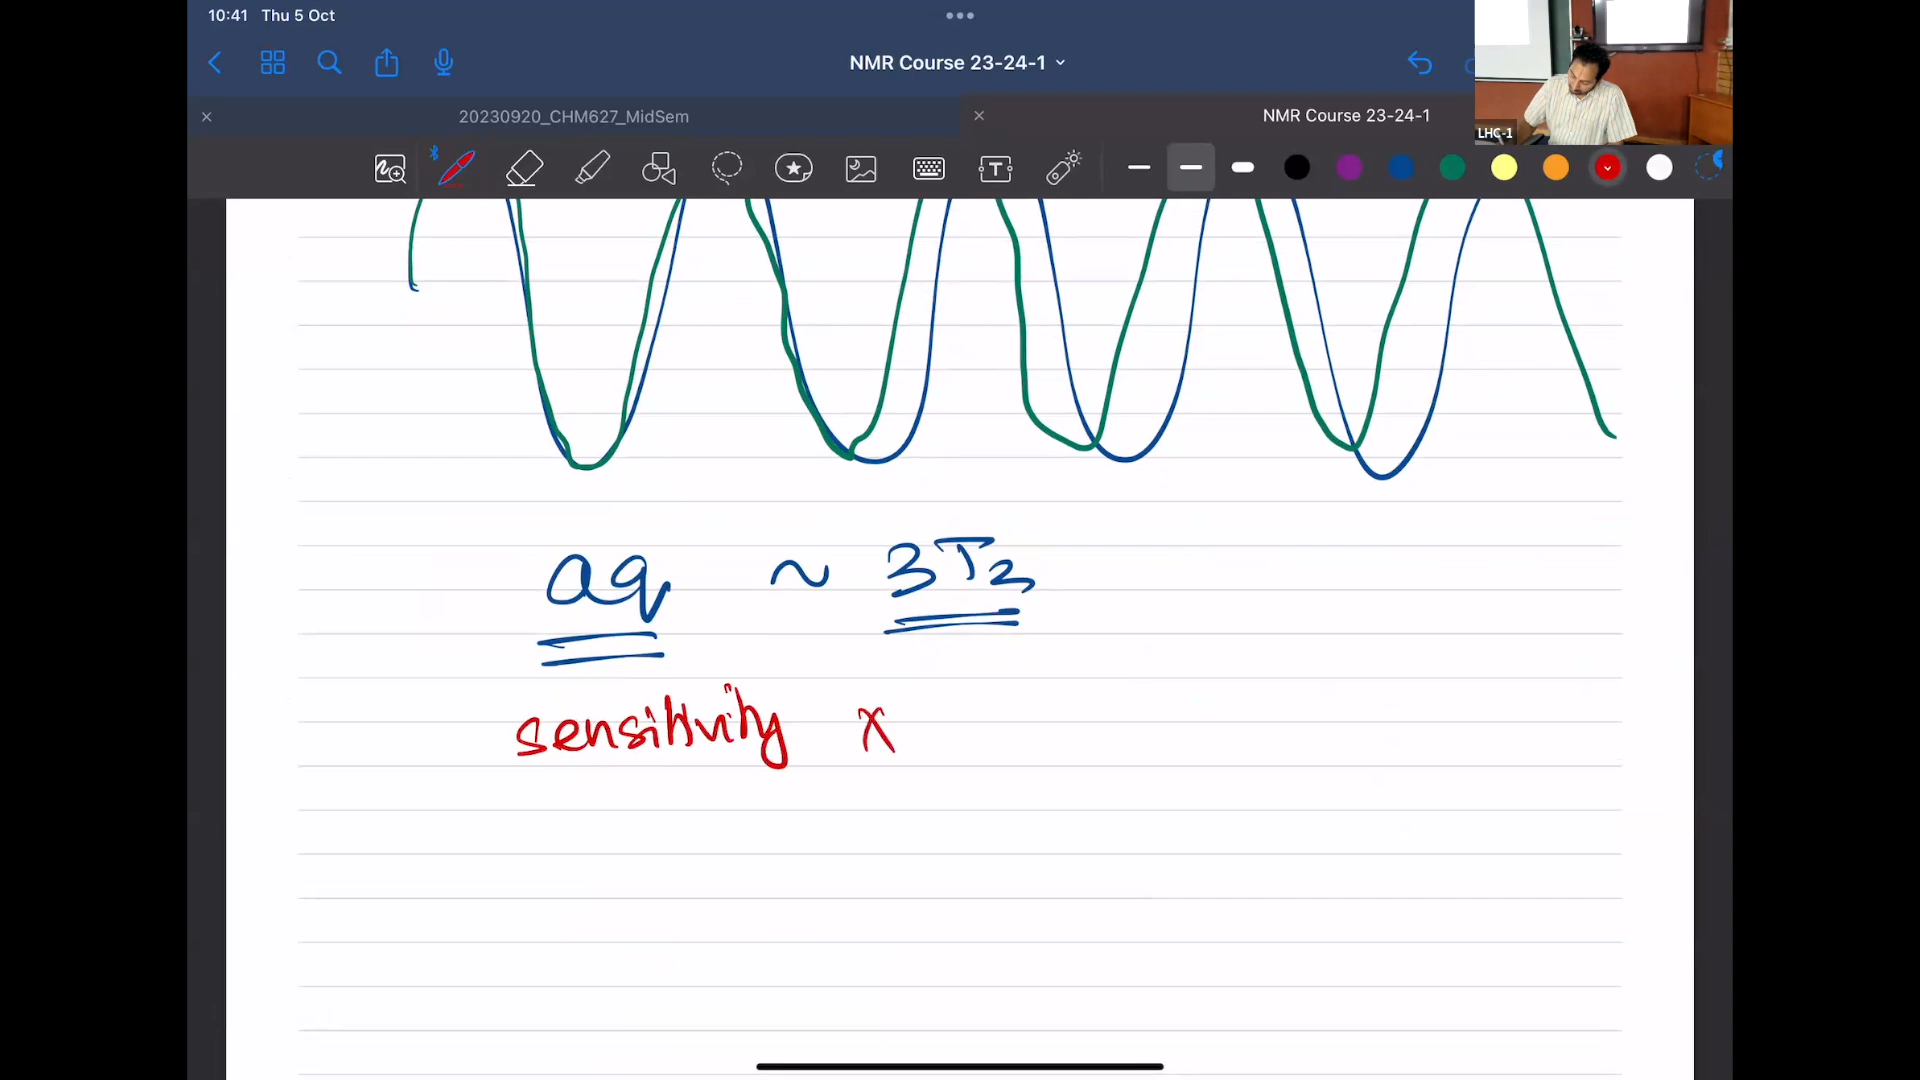 10:41 Thu 5 Oct
NMR Course 23-24-1
20230920_CHM627_MidSem
NMR Course 23-24-1
LHC-1
aq ~ 3T2
sensitivity X